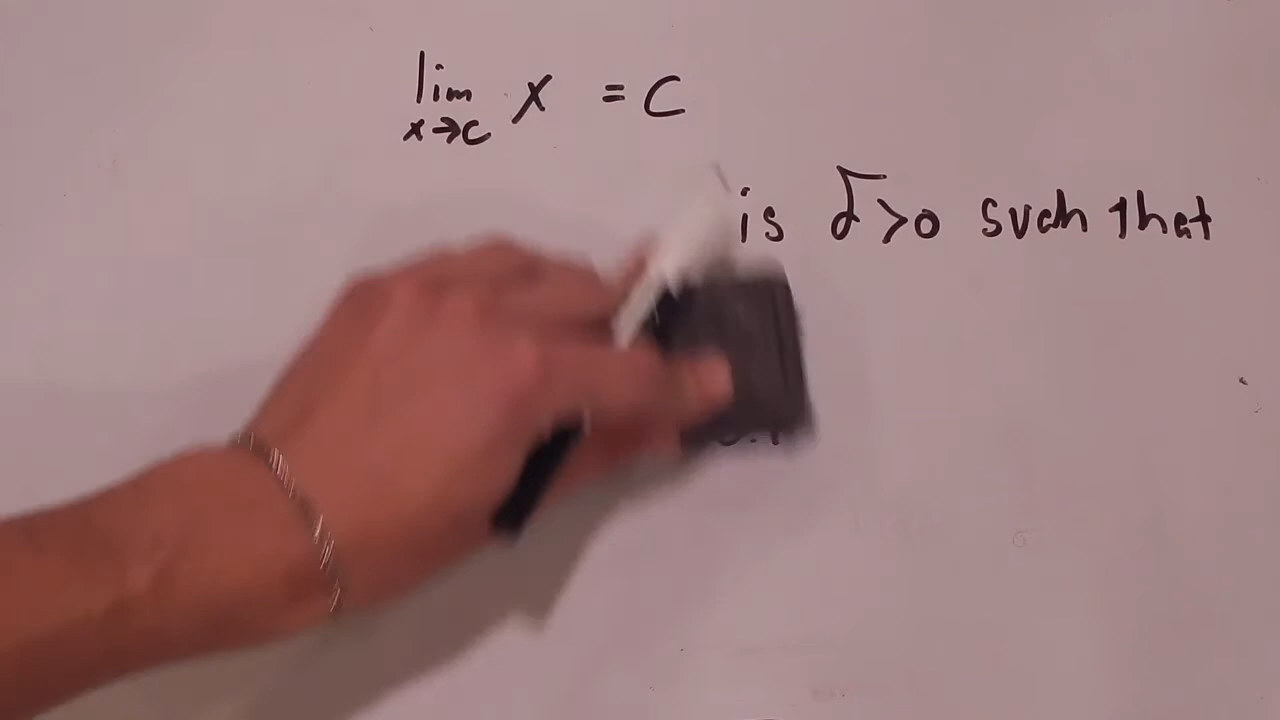 lim x = c
x→c
is δ>0 such that